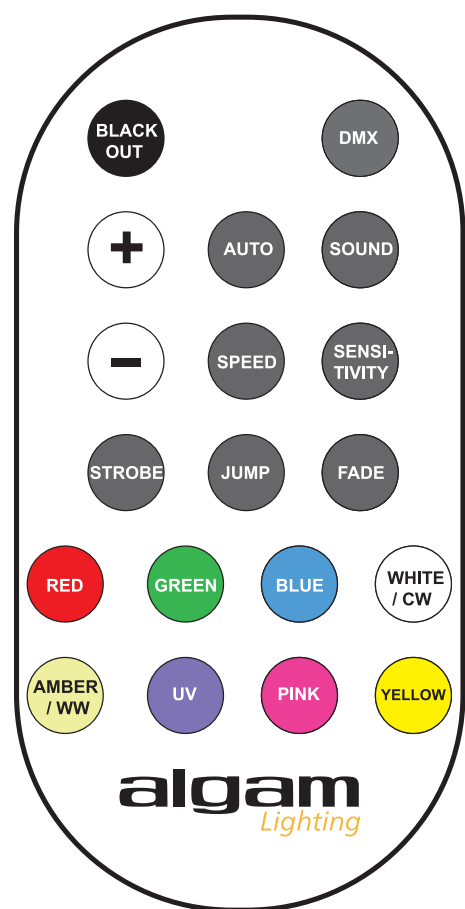 BLACK
OUT
DMX
+
AUTO
SOUND
-
SPEED
SENSI-
TIVITY
STROBE
JUMP
FADE
RED
GREEN
BLUE
WHITE
/ CW
AMBER
/ WW
UV
PINK
YELLOW
algam
Lighting